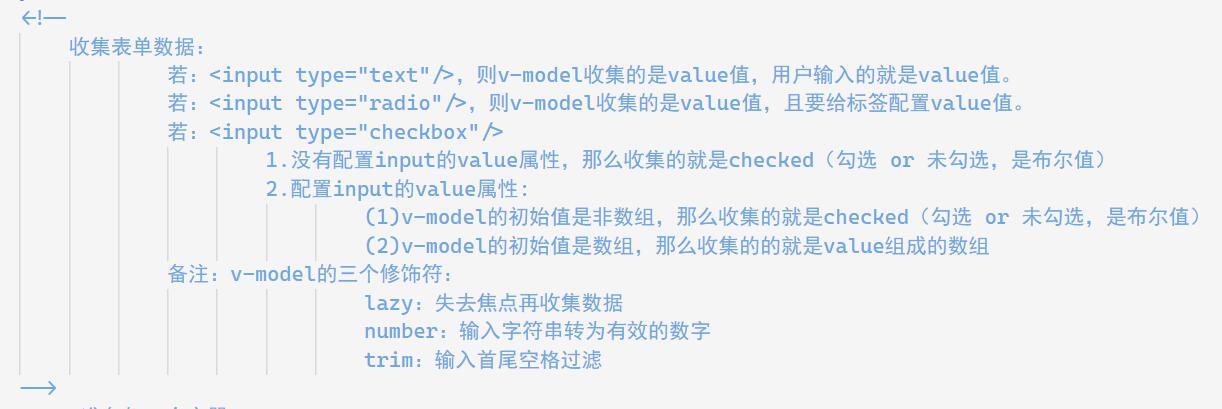 <!--
收集表单数据：
若：<input type="text"/>，则v-model收集的是value值，用户输入的就是value值。
若：<input type="radio"/>，则v-model收集的是value值，且要给标签配置value值。
若：<input type="checkbox"/>
1.没有配置input的value属性，那么收集的就是checked（勾选 or 未勾选，是布尔值）
2.配置input的value属性:
(1)v-model的初始值是非数组，那么收集的就是checked（勾选 or 未勾选，是布尔值）
(2)v-model的初始值是数组，那么收集的的就是value组成的数组
备注：v-model的三个修饰符：
lazy：失去焦点再收集数据
number：输入字符串转为有效的数字
trim：输入首尾空格过滤
-->